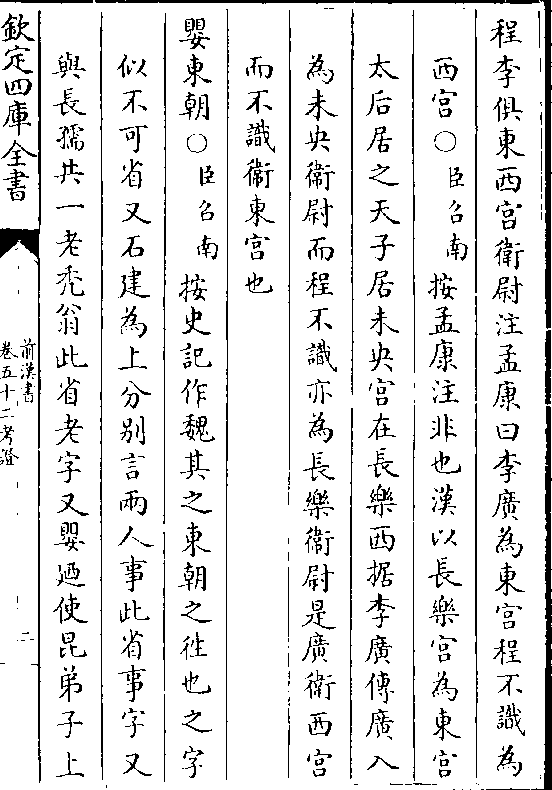 程李俱東西宮衛尉注孟康曰李廣為東宮程不識為
西宮○臣召南按孟康注非也漢以長樂宮為東宮
太后居之天子居未央宮在長樂西据李廣傳廣入
為未央衛尉而程不識亦為長樂衛尉是廣衛西宮
而不識衛東宮也
嬰東朝○臣召南按史記作魏其之東朝之徃也之字
似不可省又石建為上分別言兩人事此省事字又
與長孺共一老禿翁此省老字又嬰迺使昆弟子上
欽定四庫全書
前漢書
卷五十二考證
二